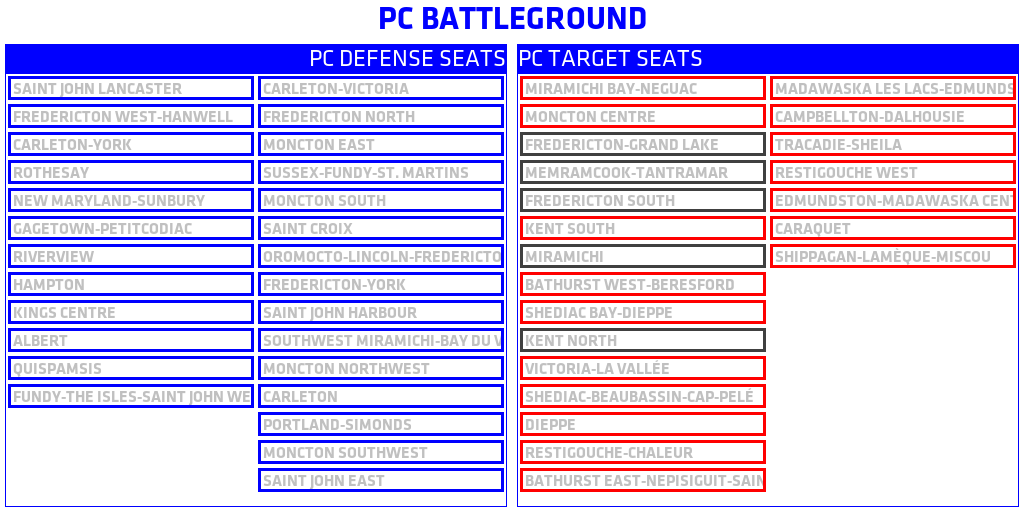 PC BATTLEGROUND
PC DEFENSE SEATS
SAINT JOHN LANCASTER
FREDERICTON WEST-HANWELL
CARLETON-YORK
ROTHESAY
NEW MARYLAND-SUNBURY
GAGETOWN-PETITCODIAC
RIVERVIEW
HAMPTON
KINGS CENTRE
ALBERT
QUISPAMSIS
FUNDY-THE ISLES-SAINT JOHN WE
CARLETON-VICTORIA
FREDERICTON NORTH
MONCTON EAST
SUSSEX-FUNDY-ST. MARTINS
MONCTON SOUTH
SAINT CROIX
OROMOCTO-LINCOLN-FREDERICTO
FREDERICTON-YORK
SAINT JOHN HARBOUR
SOUTHWEST MIRAMICHI-BAY DU V
MONCTON NORTHWEST
CARLETON
PORTLAND-SIMONDS
MONCTON SOUTHWEST
SAINT JOHN EAST
PC TARGET SEATS
MIRAMICHI BAY-NEGUAC
MONCTON CENTRE
FREDERICTON-GRAND LAKE
MEMRAMCOOK-TANTRAMAR
FREDERICTON SOUTH
KENT SOUTH
MIRAMICHI
BATHURST WEST-BERESFORD
SHEDIAC BAY-DIEPPE
KENT NORTH
VICTORIA-LA VALLÉE
SHEDIAC-BEAUBASSIN-CAP-PELÉ
DIEPPE
RESTIGOUCHE-CHALEUR
BATHURST EAST-NEPISIGUIT-SAIN
MADAWASKA LES LACS-EDMUNDS
CAMPBELLTON-DALHOUSIE
TRACADIE-SHEILA
RESTIGOUCHE WEST
EDMUNDSTON-MADAWASKA CENT
CARAQUET
SHIPPAGAN-LAMÈQUE-MISCOU